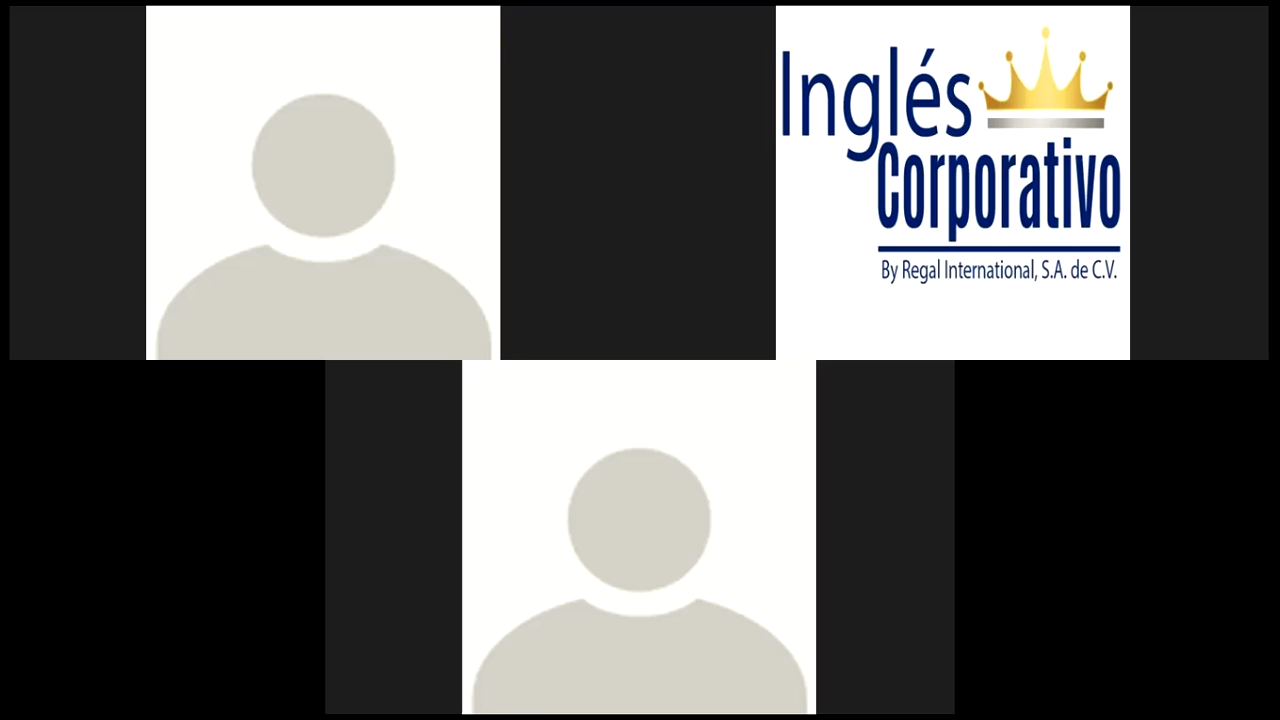 Inglés
Corporativo
By Regal International, S.A. de C.V.